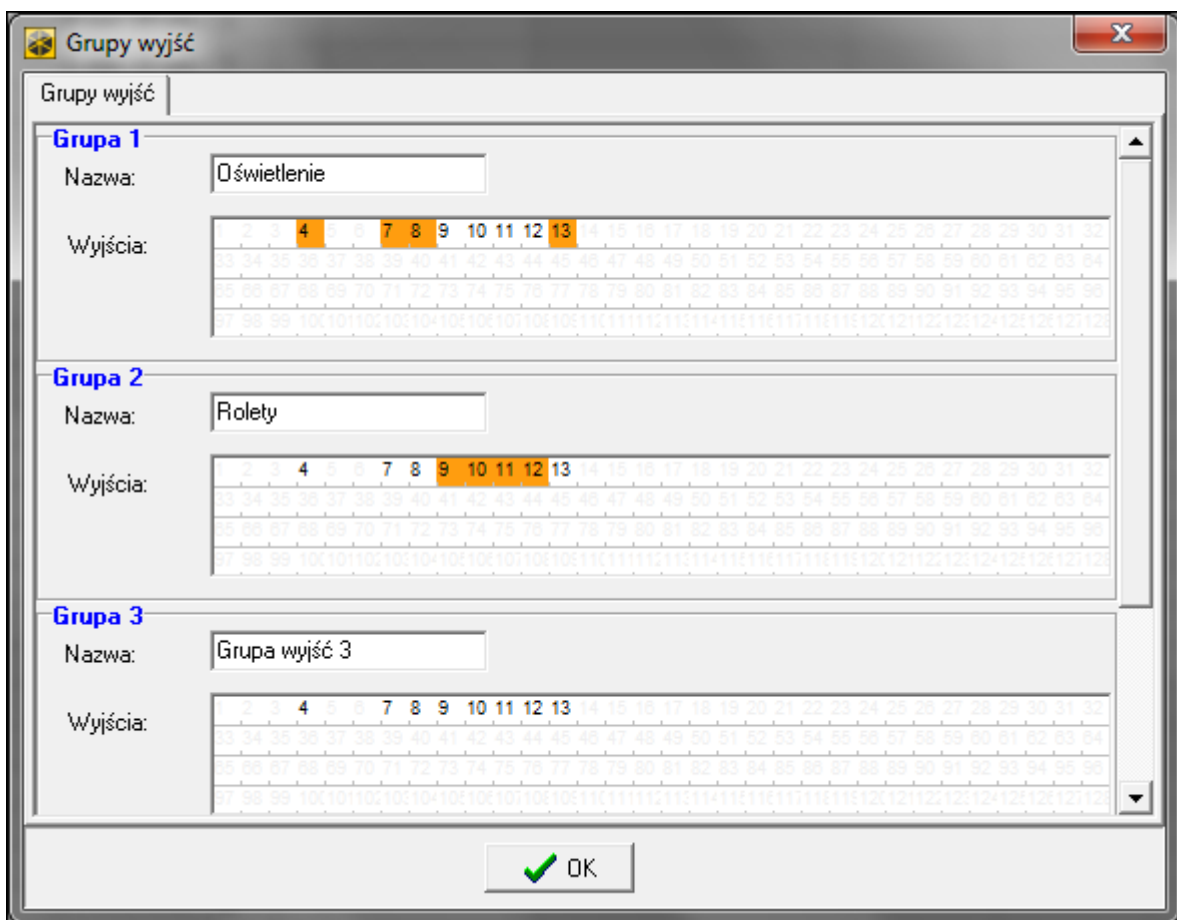 Grupy wyjść
Grupy wyjść
Grupa 1
Nazwa: Oświetlenie
Wyjścia:
1 2 3 4 5 6 7 8 9 10 11 12 13 14 15 16 17 18 19 20 21 22 23 24 25 26 27 28 29 30 31 32
33 34 35 36 37 38 39 40 41 42 43 44 45 46 47 48 49 50 51 52 53 54 55 56 57 58 59 60 61 62 63 64
65 66 67 68 69 70 71 72 73 74 75 76 77 78 79 80 81 82 83 84 85 86 87 88 89 90 91 92 93 94 95 96
97 98 99
Grupa 2
Nazwa: Rolety
Wyjścia:
1 2 3 4 5 6 7 8 9 10 11 12 13 14 15 16 17 18 19 20 21 22 23 24 25 26 27 28 29 30 31 32
33 34 35 36 37 38 39 40 41 42 43 44 45 46 47 48 49 50 51 52 53 54 55 56 57 58 59 60 61 62 63 64
65 66 67 68 69 70 71 72 73 74 75 76 77 78 79 80 81 82 83 84 85 86 87 88 89 90 91 92 93 94 95 96
97 98 99
Grupa 3
Nazwa: Grupa wyjść 3
Wyjścia:
1 2 3 4 5 6 7 8 9 10 11 12 13 14 15 16 17 18 19 20 21 22 23 24 25 26 27 28 29 30 31 32
33 34 35 36 37 38 39 40 41 42 43 44 45 46 47 48 49 50 51 52 53 54 55 56 57 58 59 60 61 62 63 64
65 66 67 68 69 70 71 72 73 74 75 76 77 78 79 80 81 82 83 84 85 86 87 88 89 90 91 92 93 94 95 96
97 98 99
OK